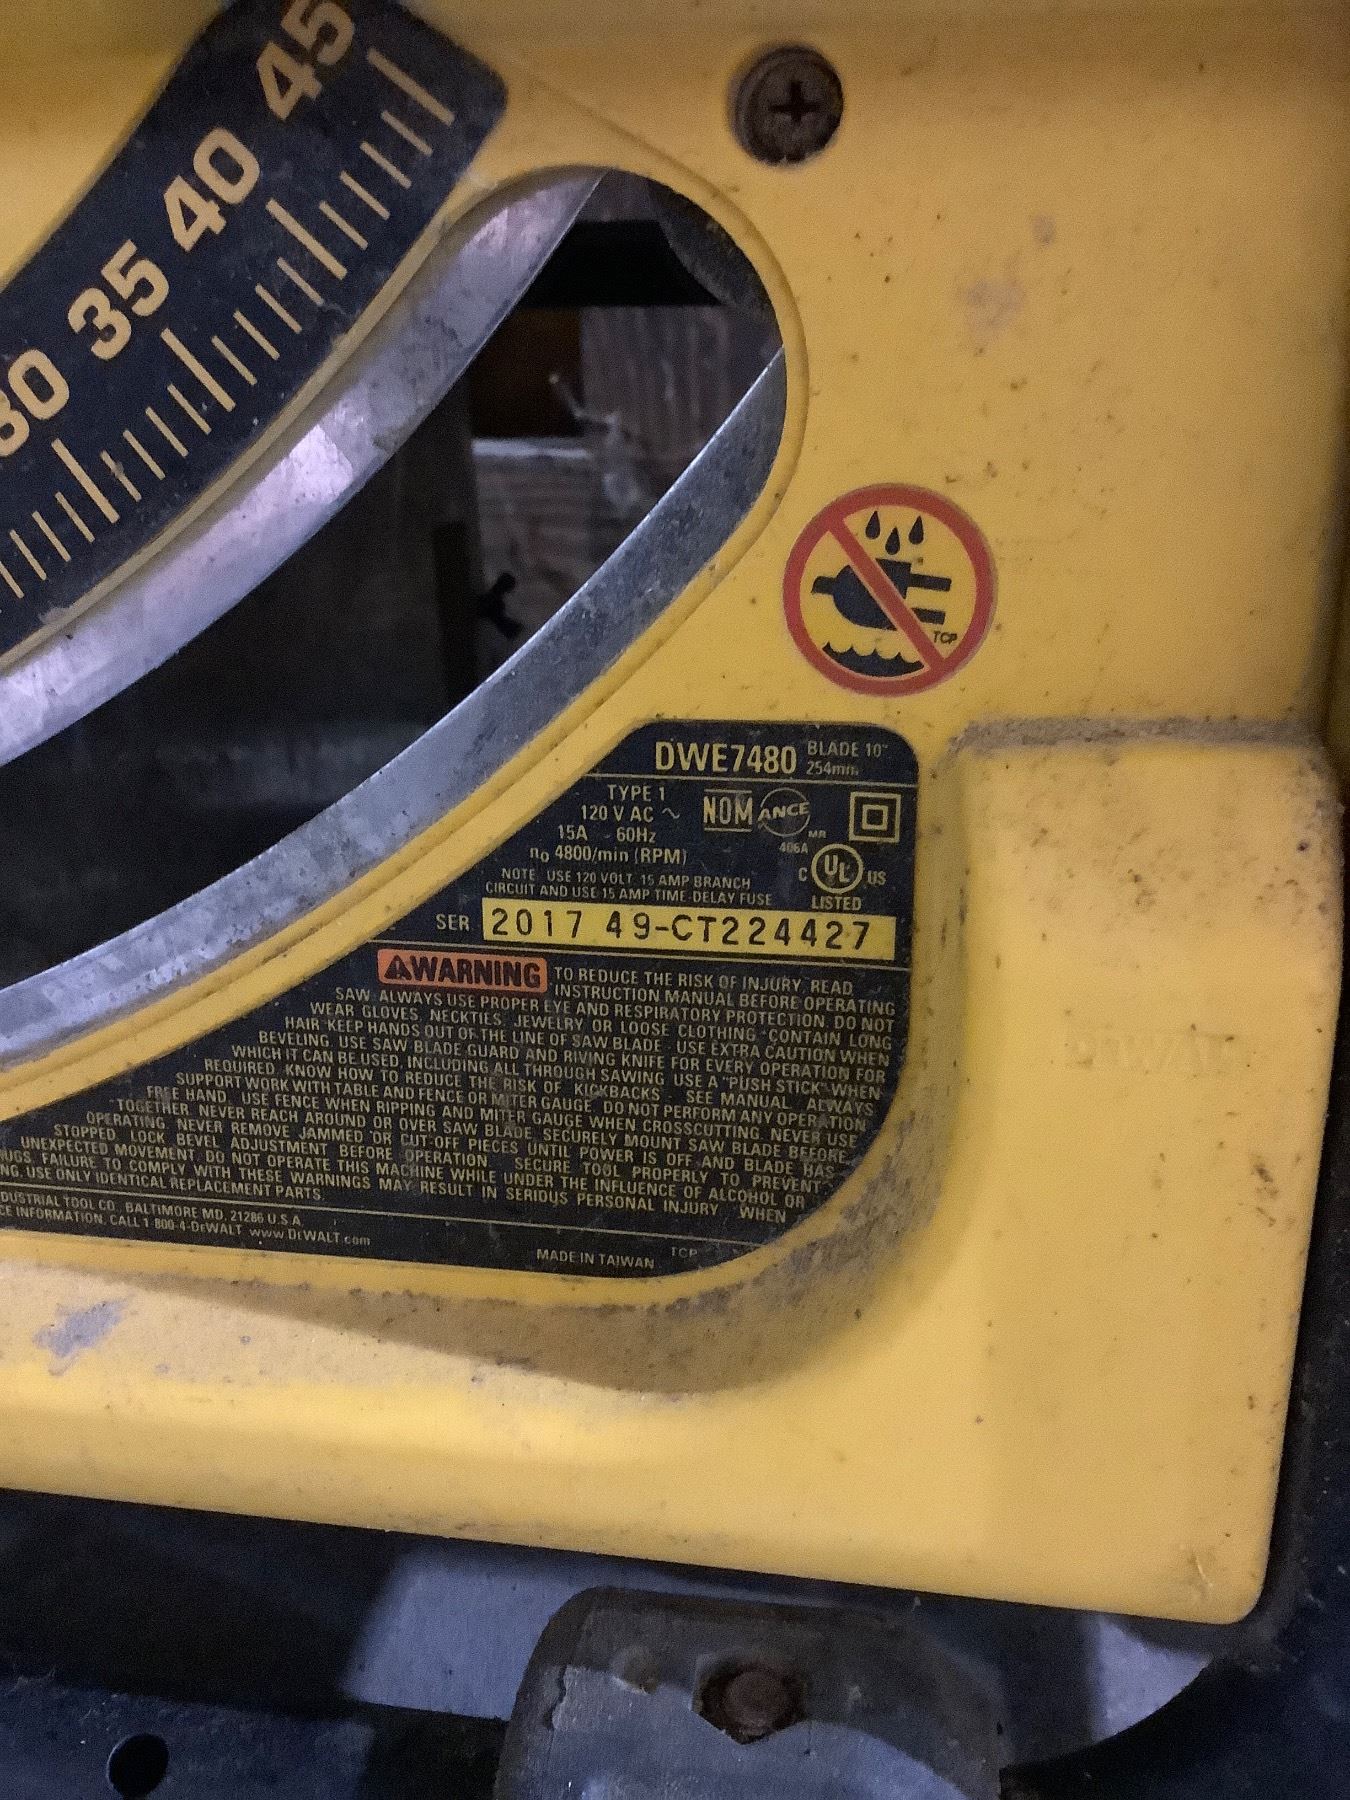 45
40
35
30
TCP
DWE7480 BLADE 10"
254mm
TYPE 1
120 V AC ~ NOM ANCE
15A - 60Hz MR
406A
n₀ 4800/min (RPM) C UL US
NOTE USE 120 VOLT. 15 AMP BRANCH
CIRCUIT AND USE 15 AMP TIME-DELAY FUSE LISTED
SER 2017 49-CT224427
WARNING TO REDUCE THE RISK OF INJURY, READ
INSTRUCTION MANUAL BEFORE OPERATING
SAW. ALWAYS USE PROPER EYE AND RESPIRATORY PROTECTION. DO NOT
WEAR GLOVES, NECKTIES, JEWELRY OR LOOSE CLOTHING. CONTAIN LONG
HAIR. KEEP HANDS OUT OF THE LINE OF SAW BLADE. USE EXTRA CAUTION WHEN
BEVELING. USE SAW BLADE GUARD AND RIVING KNIFE FOR EVERY OPERATION FOR
WHICH IT CAN BE USED, INCLUDING ALL THROUGH SAWING. USE A "PUSH STICK" WHEN
REQUIRED. KNOW HOW TO REDUCE THE RISK OF KICKBACKS - SEE MANUAL. ALWAYS
SUPPORT WORK WITH TABLE AND FENCE OR MITER GAUGE. DO NOT PERFORM ANY OPERATION
FREE HAND. USE FENCE WHEN RIPPING AND MITER GAUGE WHEN CROSSCUTTING. NEVER USE
TOGETHER. NEVER REACH AROUND OR OVER SAW BLADE. SECURELY MOUNT SAW BLADE BEFORE
OPERATING. NEVER REMOVE JAMMED OR CUT-OFF PIECES UNTIL POWER IS OFF AND BLADE HAS
STOPPED. LOCK BEVEL ADJUSTMENT BEFORE OPERATION. SECURE TOOL PROPERLY TO PREVENT
UNEXPECTED MOVEMENT. DO NOT OPERATE THIS MACHINE WHILE UNDER THE INFLUENCE OF ALCOHOL OR
RUGS. FAILURE TO COMPLY WITH THESE WARNINGS MAY RESULT IN SERIOUS PERSONAL INJURY. WHEN
NG, USE ONLY IDENTICAL REPLACEMENT PARTS.
DUSTRIAL TOOL CO., BALTIMORE MD, 21286 U.S.A.
CE INFORMATION, CALL 1-800-4-DeWALT www.DeWALT.com
MADE IN TAIWAN TCP